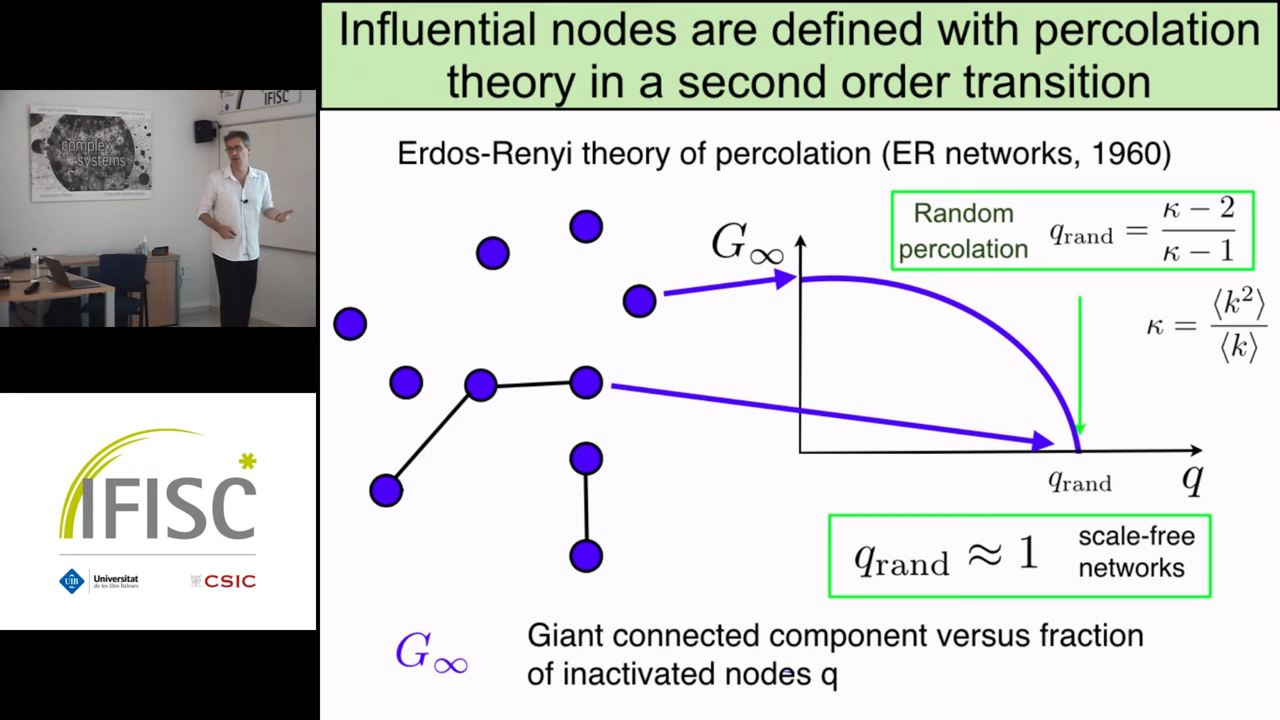 Influential nodes are defined with percolation
theory in a second order transition
Erdos-Renyi theory of percolation (ER networks, 1960)
IFISC
complex
systems
Random
percolation
q_rand = (κ − 2)/(κ − 1)
κ = ⟨k²⟩/⟨k⟩
G∞
q_rand
q
q_rand ≈ 1
scale-free
networks
G∞
Giant connected component versus fraction
of inactivated nodes q
IFISC
UIB
Universitat
de les Illes Balears
CSIC